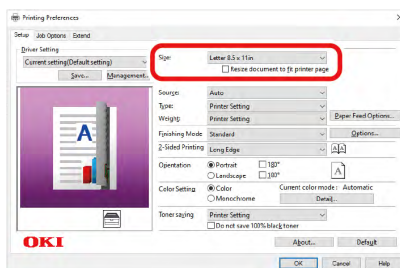 Printing Preferences
Setup Job Options Extend
Driver Setting
Current setting(Default setting)
Save... Management...
Size: Letter 8.5 x 11in
Resize document to fit printer page
Source: Auto
Type: Printer Setting
Weight: Printer Setting Paper Feed Options...
Finishing Mode Standard Options...
2-Sided Printing Long Edge
Orientation Portrait 180°
Landscape 180°
Color Setting Color Current color mode : Automatic
Monochrome Detail...
Toner saving Printer Setting
Do not save 100% black toner
A
A A
A
OKI
About... Default
OK Cancel Help